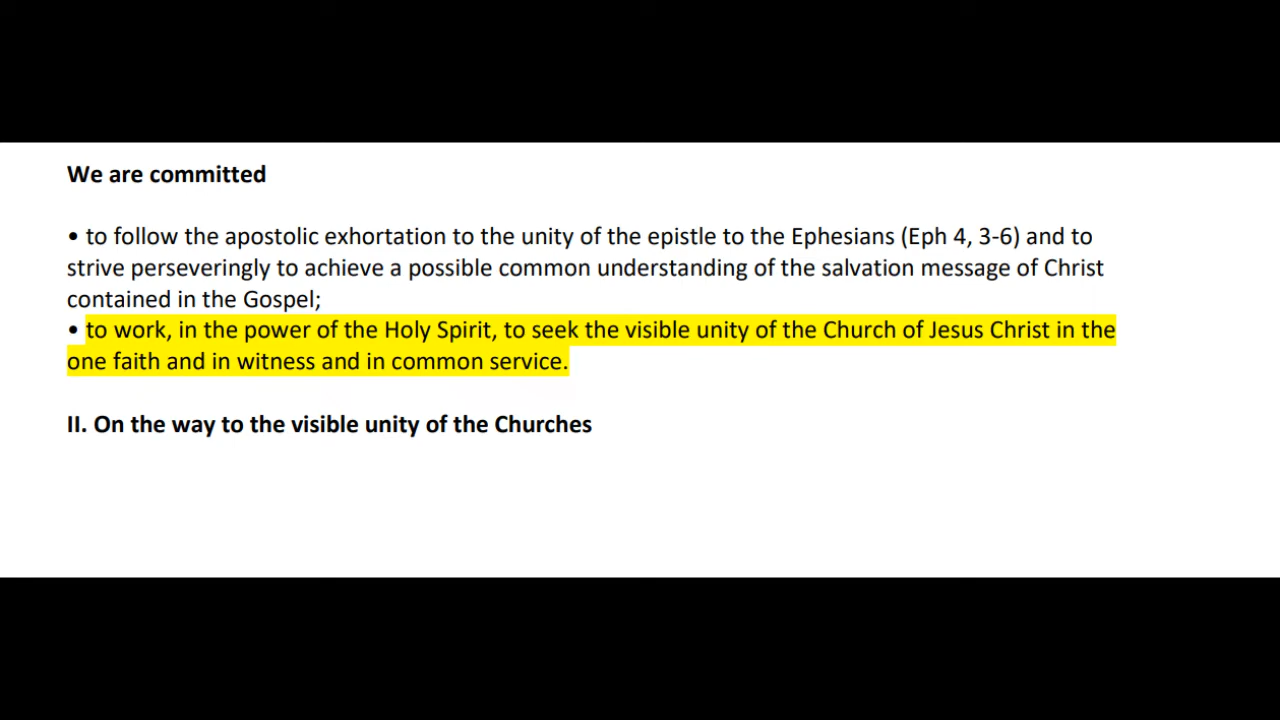 We are committed
• to follow the apostolic exhortation to the unity of the epistle to the Ephesians (Eph 4, 3-6) and to
strive perseveringly to achieve a possible common understanding of the salvation message of Christ
contained in the Gospel;
• to work, in the power of the Holy Spirit, to seek the visible unity of the Church of Jesus Christ in the
one faith and in witness and in common service.
II. On the way to the visible unity of the Churches